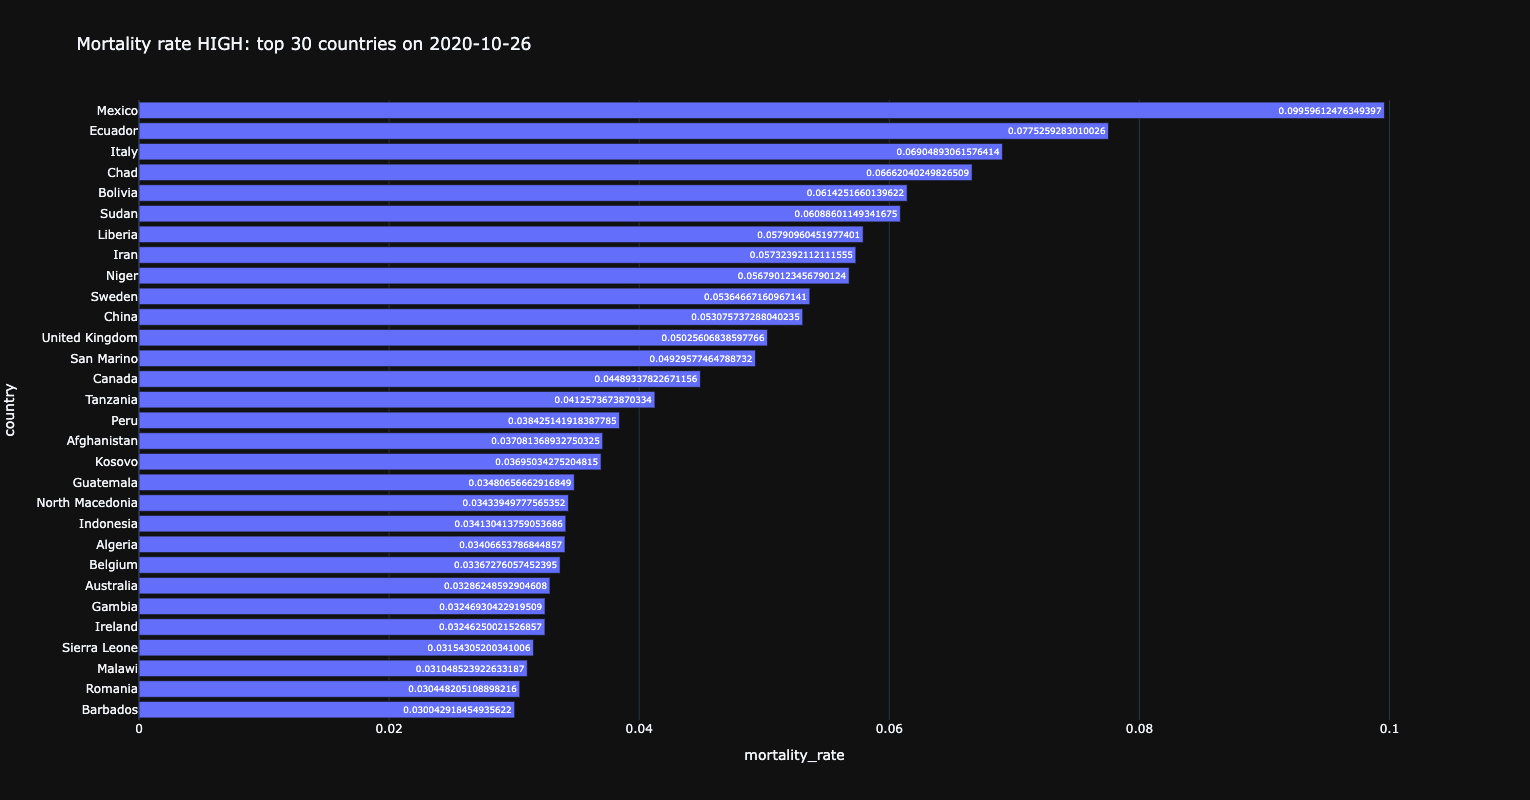 Mortality rate HIGH: top 30 countries on 2020-10-26
Mexico 0.09959612476349397
Ecuador 0.0775259283010026
Italy 0.06904893061576414
Chad 0.06662040249826509
Bolivia 0.0614251660139622
Sudan 0.06088601149341675
Liberia 0.05790960451977401
Iran 0.05732392112111555
Niger 0.056790123456790124
Sweden 0.05364667160967141
China 0.053075737288040235
United Kingdom 0.05025606838597766
San Marino 0.04929577464788732
Canada 0.04489337822671156
Tanzania 0.0412573673870334
Peru 0.038425141918387785
Afghanistan 0.037081368932750325
Kosovo 0.03695034275204815
Guatemala 0.03480656662916849
North Macedonia 0.03433949777565352
Indonesia 0.034130413759053686
Algeria 0.03406653786844857
Belgium 0.03367276057452395
Australia 0.03286248592904608
Gambia 0.03246930422919509
Ireland 0.03246250021526857
Sierra Leone 0.03154305200341006
Malawi 0.031048523922633187
Romania 0.030448205108898216
Barbados 0.030042918454935622
country
0 0.02 0.04 0.06 0.08 0.1
mortality_rate